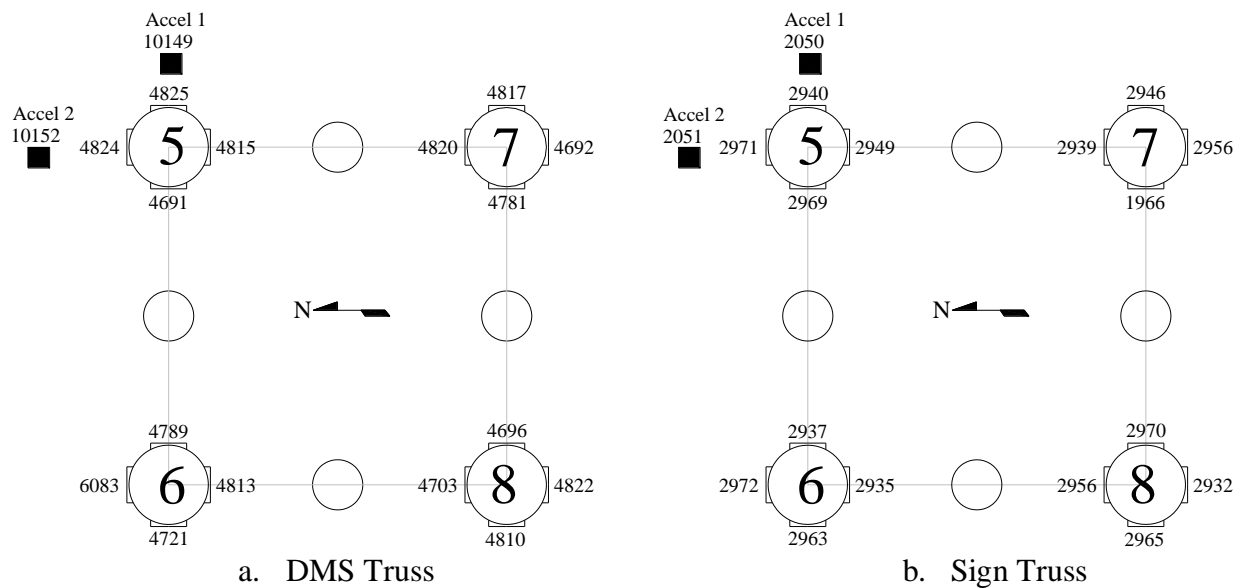 Accel 1
10149
Accel 2
10152
4825
4824 5 4815
4691
4817
4820 7 4692
4781
N
4789
6083 6 4813
4721
4696
4703 8 4822
4810
a. DMS Truss
Accel 1
2050
Accel 2
2051
2940
2971 5 2949
2969
2946
2939 7 2956
1966
N
2937
2972 6 2935
2963
2970
2956 8 2932
2965
b. Sign Truss